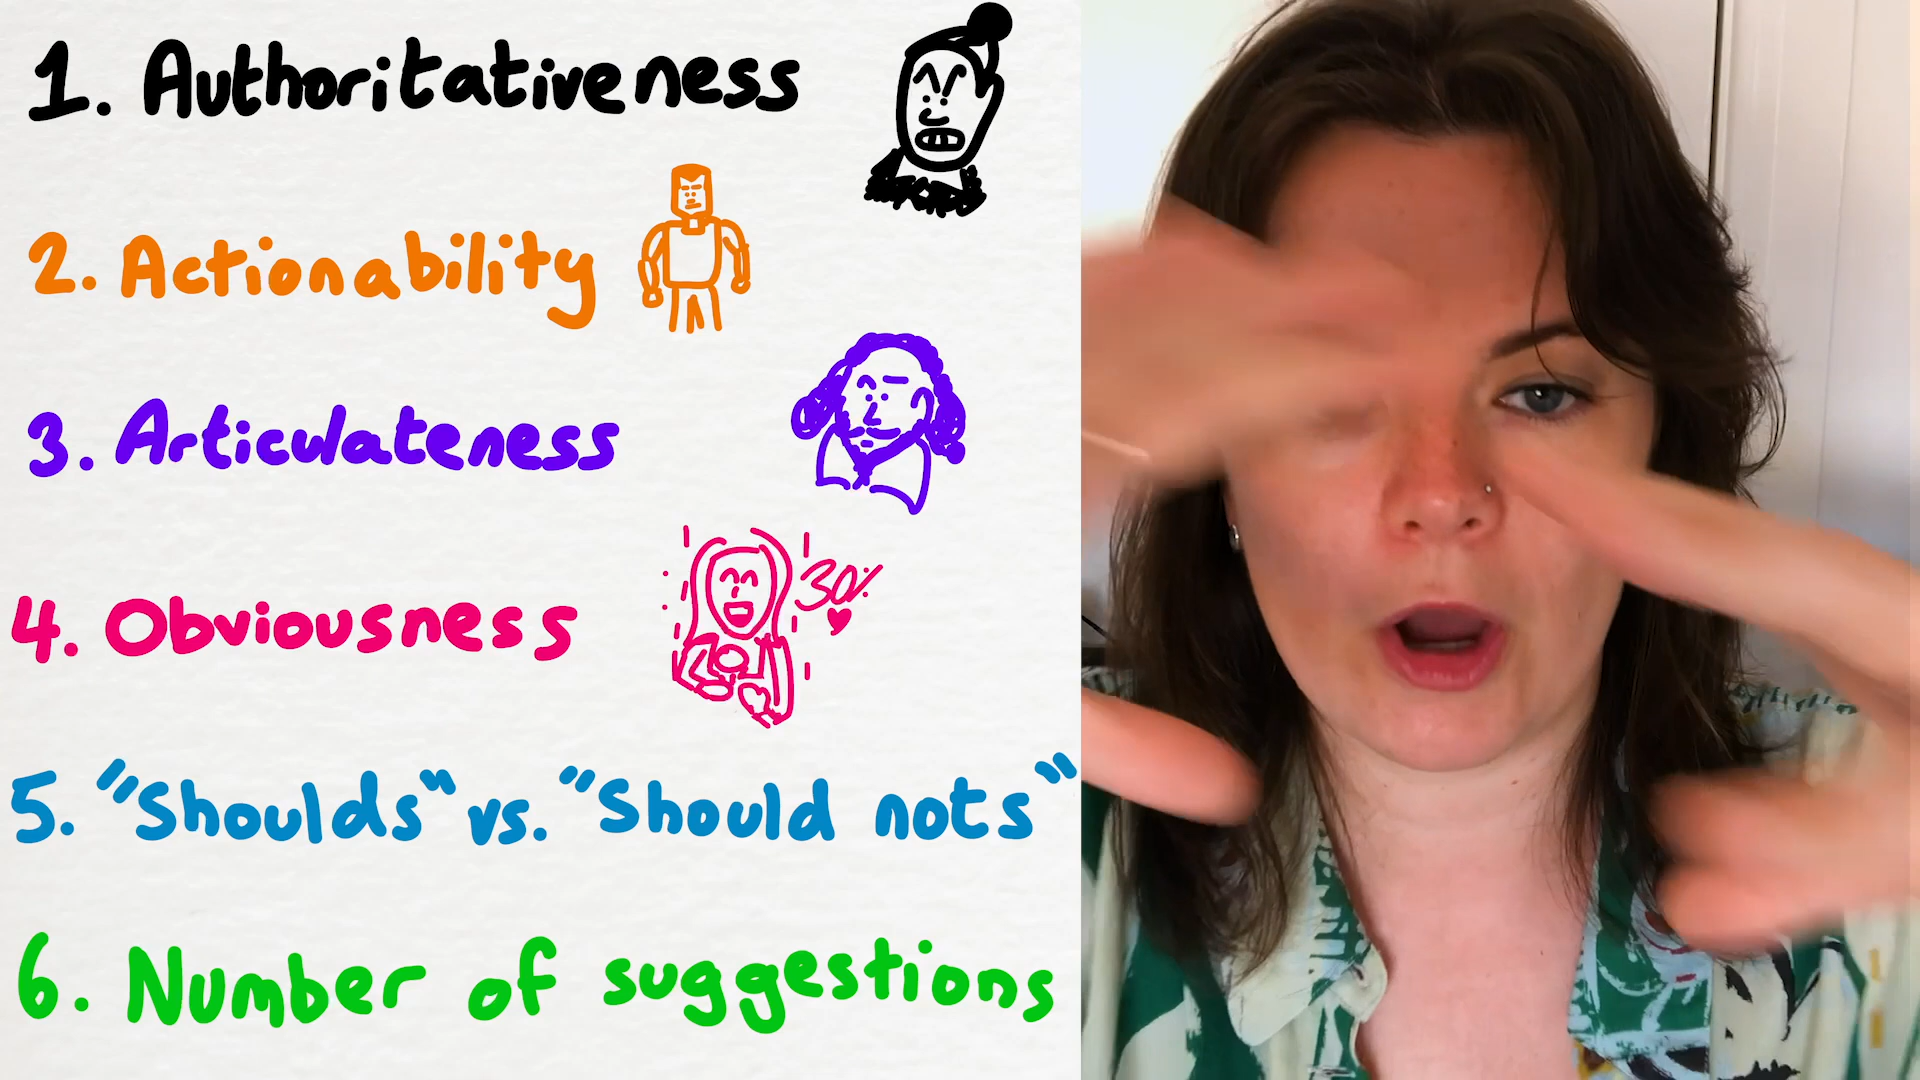 1. Authoritativeness
2. Actionability
3. Articulateness
30%
4. Obviousness
5. "Shoulds" vs. "Should nots"
6. Number of suggestions